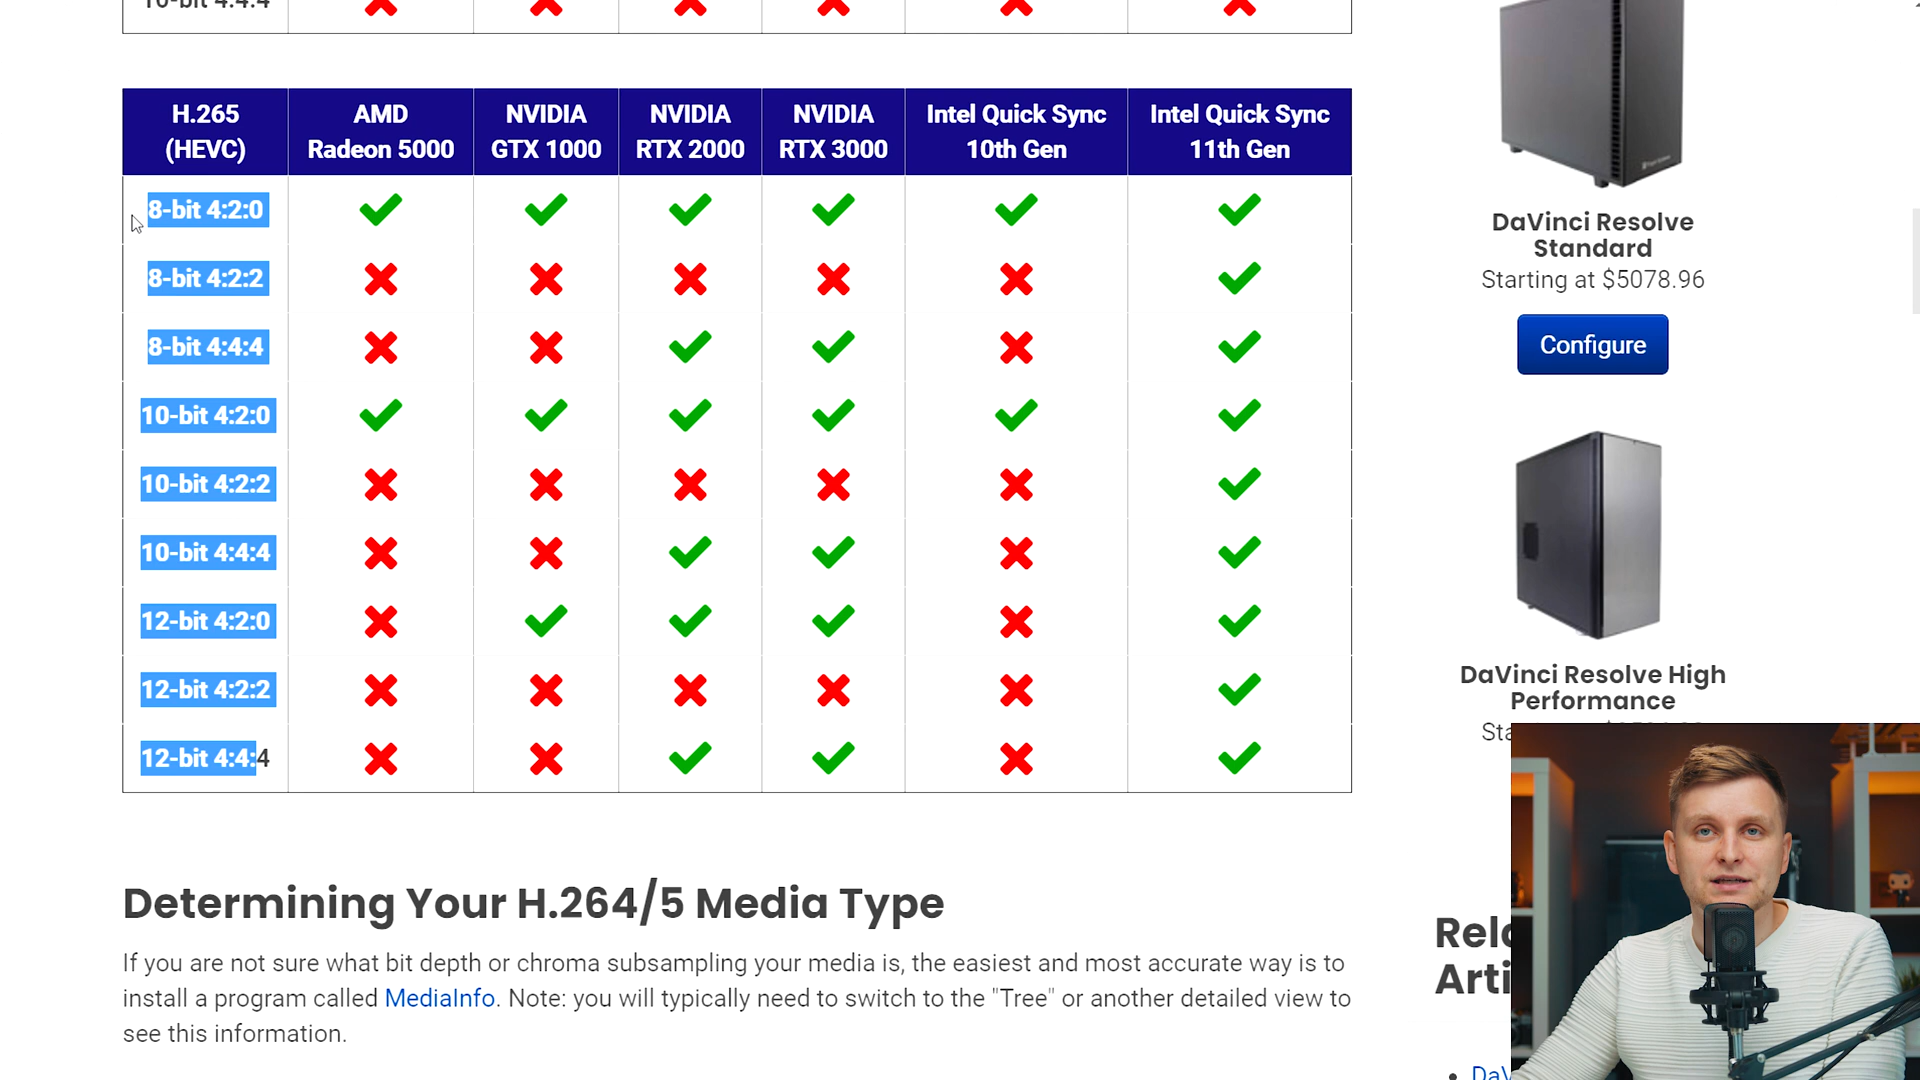 10-bit 4:4:4
H.265 (HEVC)
AMD Radeon 5000
NVIDIA GTX 1000
NVIDIA RTX 2000
NVIDIA RTX 3000
Intel Quick Sync 10th Gen
Intel Quick Sync 11th Gen
8-bit 4:2:0
8-bit 4:2:2
8-bit 4:4:4
10-bit 4:2:0
10-bit 4:2:2
10-bit 4:4:4
12-bit 4:2:0
12-bit 4:2:2
12-bit 4:4:4
Determining Your H.264/5 Media Type
If you are not sure what bit depth or chroma subsampling your media is, the easiest and most accurate way is to
install a program called MediaInfo. Note: you will typically need to switch to the "Tree" or another detailed view to
see this information.
DaVinci Resolve
Standard
Starting at $5078.96
Configure
DaVinci Resolve High
Performance